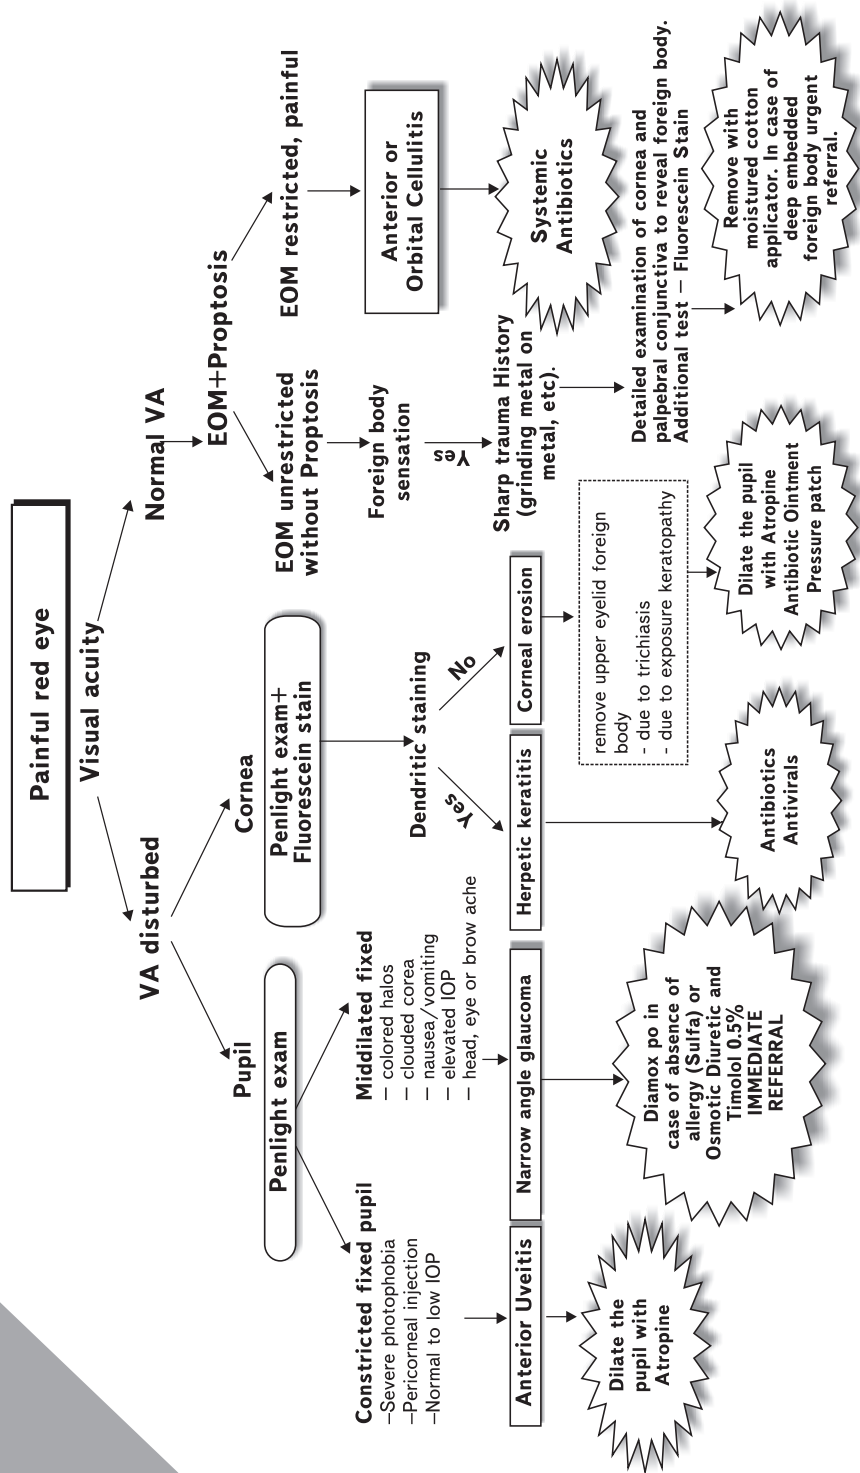 Painful red eye
Visual acuity
VA disturbed
Normal VA
Pupil
Penlight exam
Cornea
Penlight exam+
Fluorescein stain
EOM+Proptosis
Constricted fixed pupil
—Severe photophobia
—Pericorneal injection
—Normal to low IOP
Middilated fixed
— colored halos
— clouded corea
— nausea/vomiting
— elevated IOP
— head, eye or brow ache
Dendritic staining
Yes
No
EOM unrestricted
without Proptosis
EOM restricted, painful
Foreign body
sensation
Yes
Anterior or
Orbital Cellulitis
Anterior Uveitis
Narrow angle glaucoma
Herpetic keratitis
Corneal erosion
Sharp trauma History
(grinding metal on
metal, etc).
Systemic
Antibiotics
remove upper eyelid foreign
body
- due to trichiasis
- due to exposure keratopathy
Detailed examination of cornea and
palpebral conjunctiva to reveal foreign body.
Additional test — Fluorescein Stain
Dilate the
pupil with
Atropine
Diamox po in
case of absence of
allergy (Sulfa) or
Osmotic Diuretic and
Timolol 0.5%
IMMEDIATE
REFERRAL
Antibiotics
Antivirals
Dilate the pupil
with Atropine
Antibiotic Ointment
Pressure patch
Remove with
moistured cotton
applicator. In case of
deep embedded
foreign body urgent
referral.